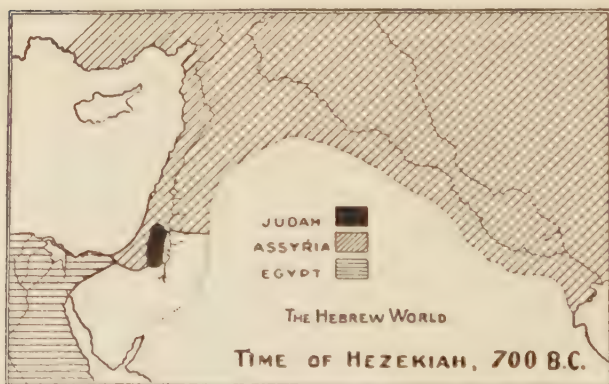 JUDAH
ASSYRIA
EGYPT
THE HEBREW WORLD
TIME OF HEZEKIAH, 700 B.C.